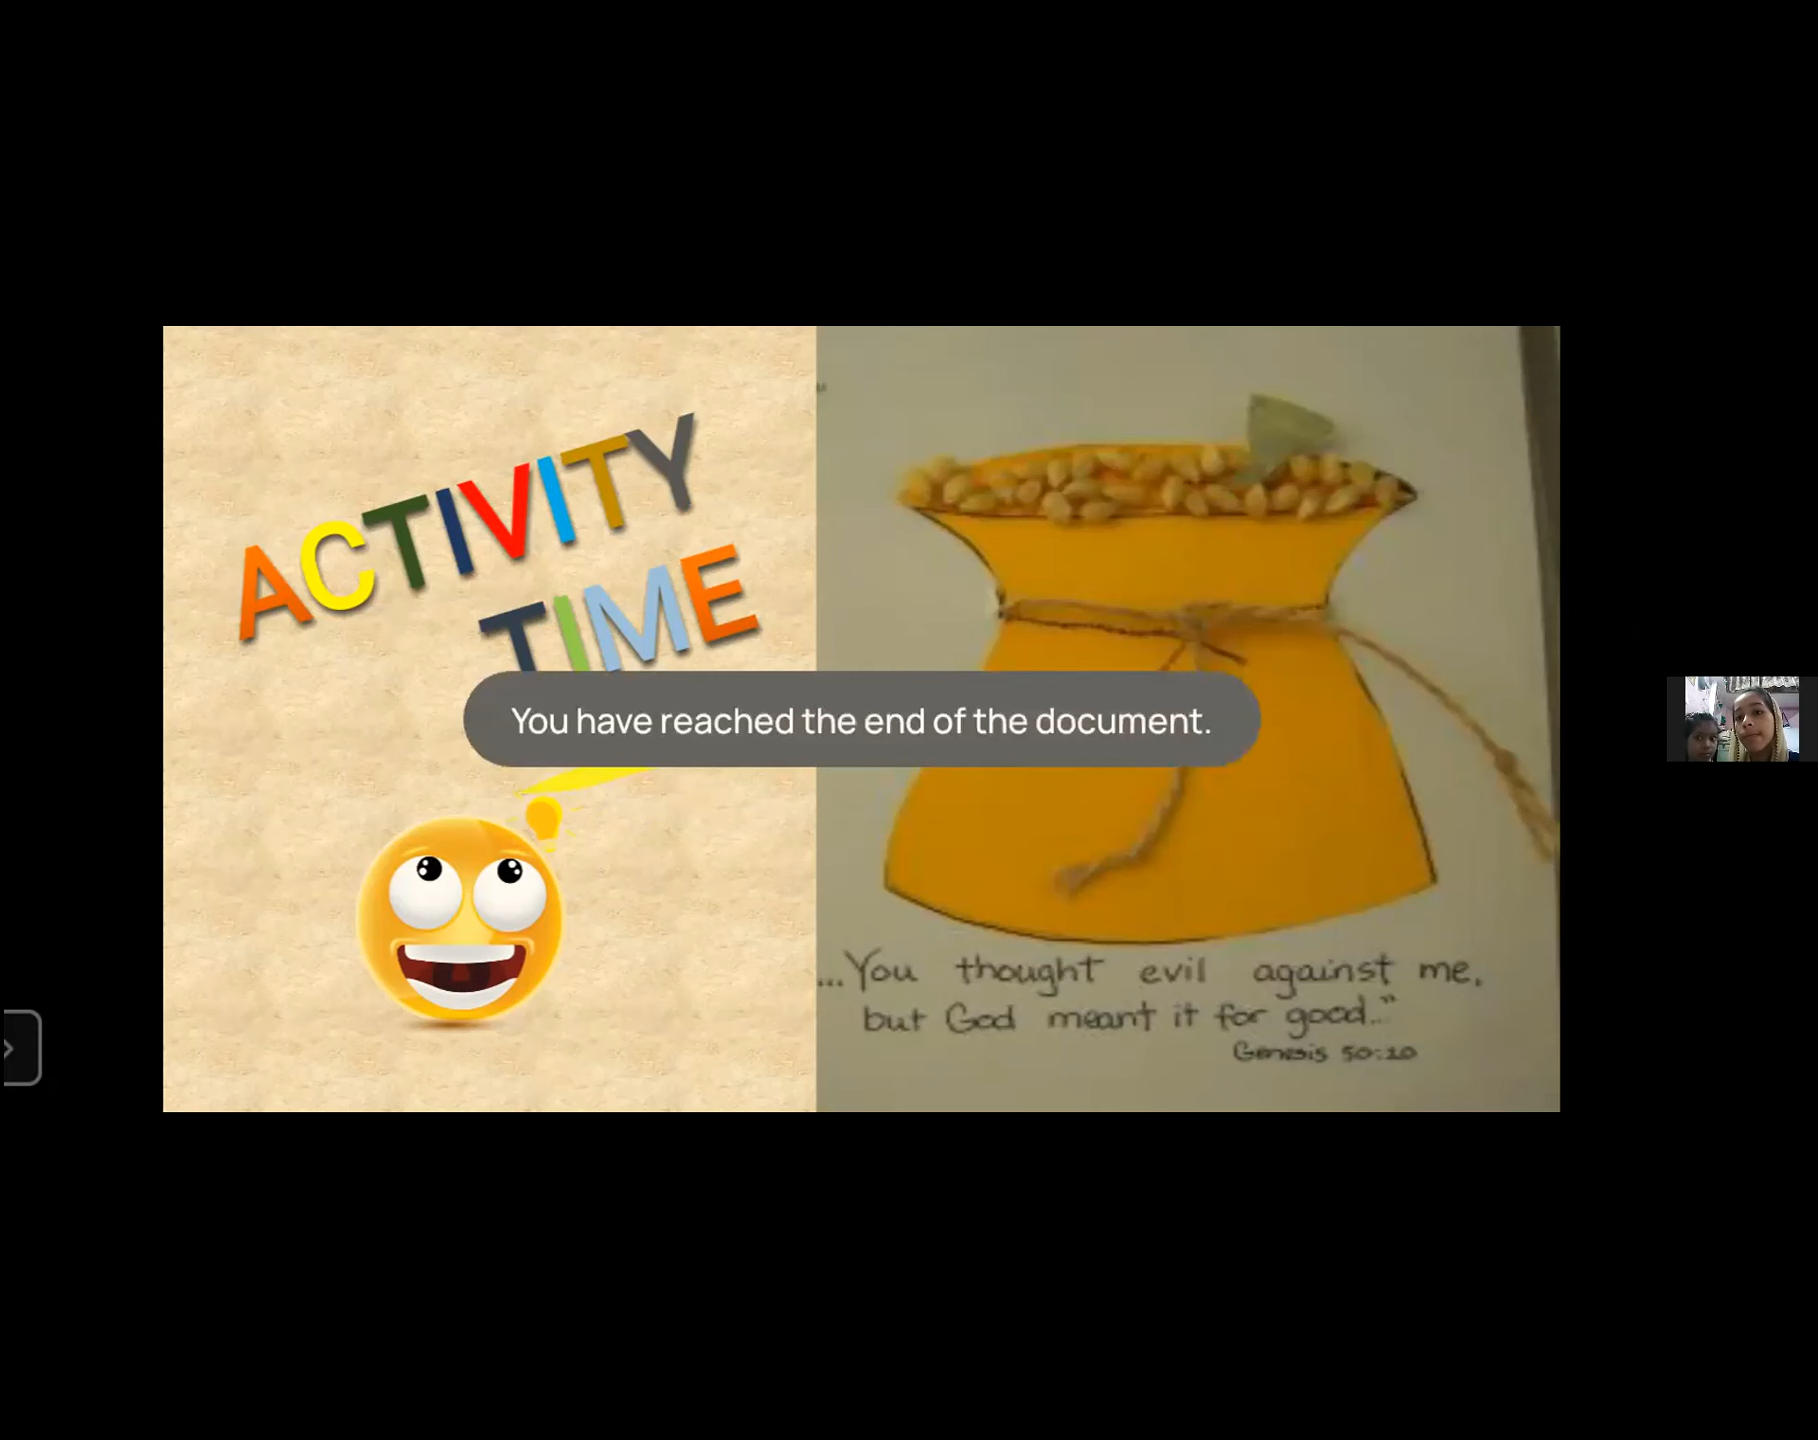 ACTIVITY
TIME
You have reached the end of the document.
...You thought evil against me,
but God meant it for good..."
Genesis 50:20